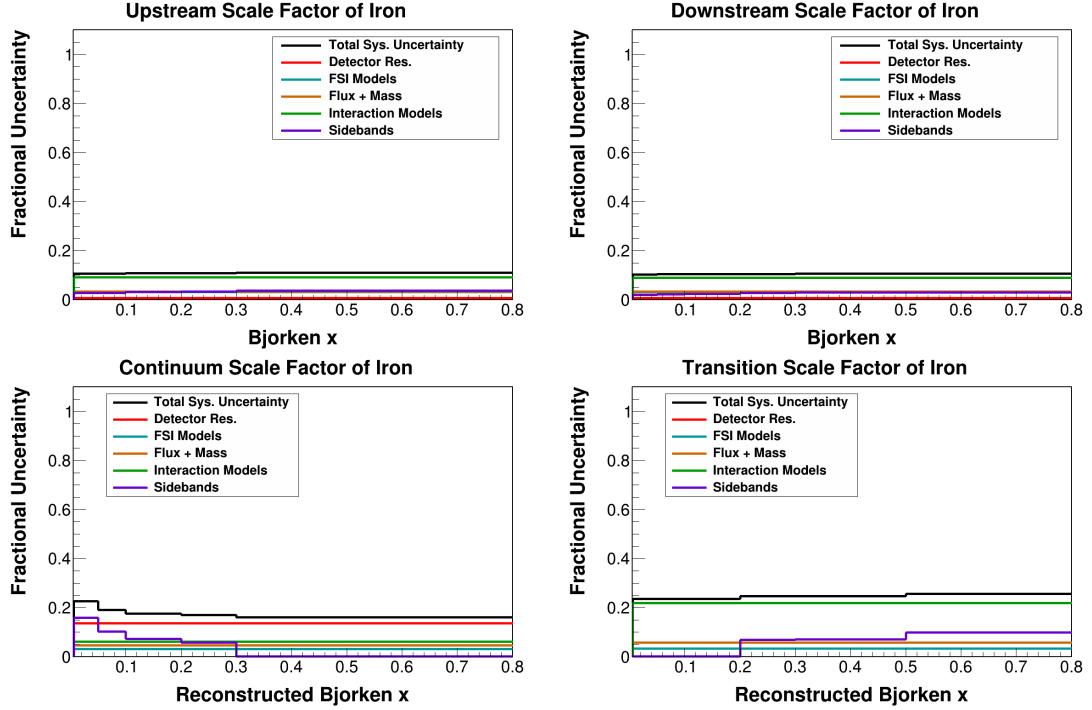 Upstream Scale Factor of Iron
Fractional Uncertainty
1
0.8
0.6
0.4
0.2
0
Total Sys. Uncertainty
Detector Res.
FSI Models
Flux + Mass
Interaction Models
Sidebands
0.1 0.2 0.3 0.4 0.5 0.6 0.7 0.8
Bjorken x
Downstream Scale Factor of Iron
Fractional Uncertainty
1
0.8
0.6
0.4
0.2
0
Total Sys. Uncertainty
Detector Res.
FSI Models
Flux + Mass
Interaction Models
Sidebands
0.1 0.2 0.3 0.4 0.5 0.6 0.7 0.8
Bjorken x
Continuum Scale Factor of Iron
Fractional Uncertainty
1
0.8
0.6
0.4
0.2
0
Total Sys. Uncertainty
Detector Res.
FSI Models
Flux + Mass
Interaction Models
Sidebands
0.1 0.2 0.3 0.4 0.5 0.6 0.7 0.8
Reconstructed Bjorken x
Transition Scale Factor of Iron
Fractional Uncertainty
1
0.8
0.6
0.4
0.2
0
Total Sys. Uncertainty
Detector Res.
FSI Models
Flux + Mass
Interaction Models
Sidebands
0.1 0.2 0.3 0.4 0.5 0.6 0.7 0.8
Reconstructed Bjorken x